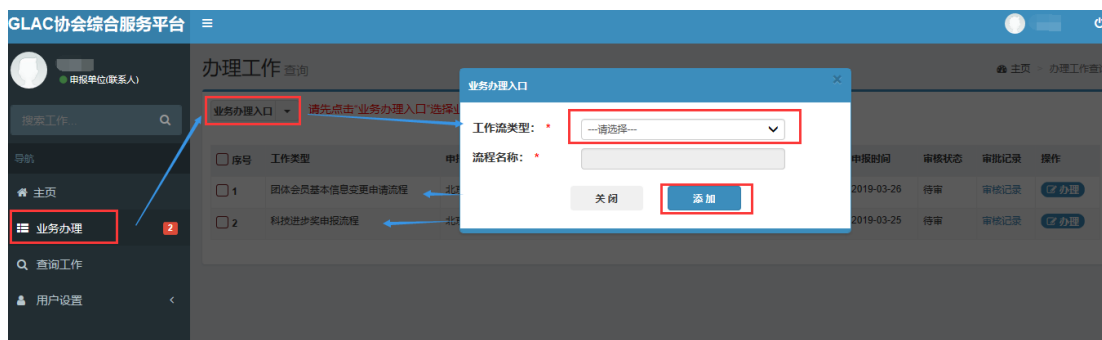 GLAC协会综合服务平台
申报单位(联系人)
搜索工作...
导航
主页
业务办理 2
查询工作
用户设置
办理工作 查询
主页 > 办理工作查询
业务办理入口 请先点击"业务办理入口"选择业
序号 工作类型 申报 申报时间 审核状态 审批记录 操作
1 团体会员基本信息变更申请流程 2019-03-26 待审 审核记录 办理
2 科技进步奖申报流程 2019-03-25 待审 审核记录 办理
业务办理入口 ×
工作流类型： * ---请选择---
流程名称： *
关闭 添加